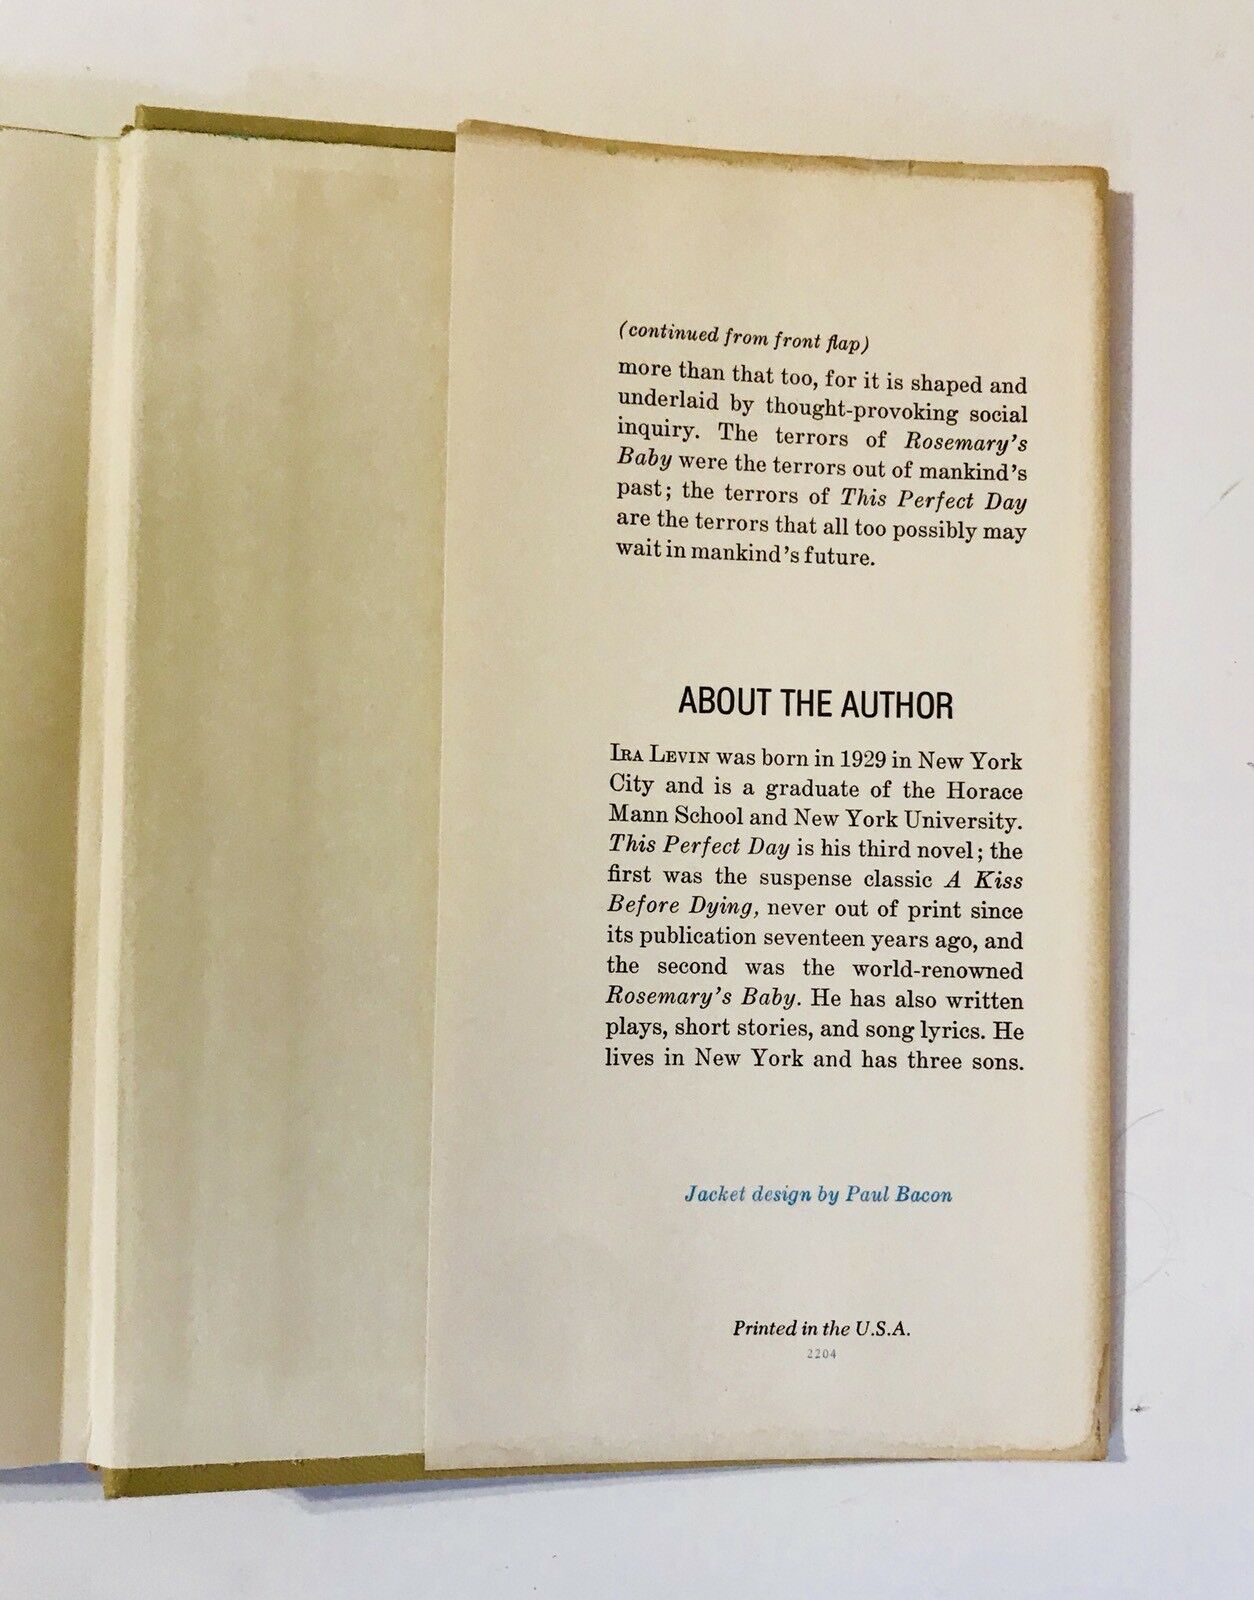 (continued from front flap)
more than that too, for it is shaped and
underlaid by thought-provoking social
inquiry. The terrors of Rosemary's
Baby were the terrors out of mankind's
past; the terrors of This Perfect Day
are the terrors that all too possibly may
wait in mankind's future.
ABOUT THE AUTHOR
IRA LEVIN was born in 1929 in New York
City and is a graduate of the Horace
Mann School and New York University.
This Perfect Day is his third novel; the
first was the suspense classic A Kiss
Before Dying, never out of print since
its publication seventeen years ago, and
the second was the world-renowned
Rosemary's Baby. He has also written
plays, short stories, and song lyrics. He
lives in New York and has three sons.
Jacket design by Paul Bacon
Printed in the U.S.A.
2204